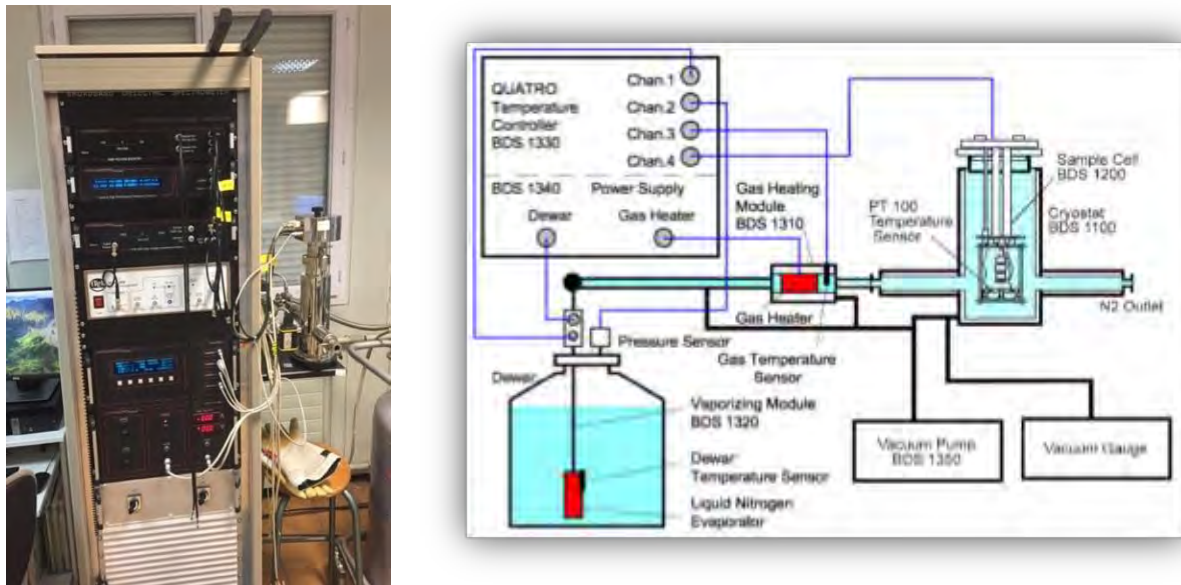 QUATRO
Temperature
Controller
BDS 1330
Chan.1
Chan.2
Chan.3
Chan.4
BDS 1340
Power Supply
Dewar
Gas Heater
Gas Heating
Module
BDS 1310
PT 100
Temperature
Sensor
Sample Cell
BDS 1200
Cryostat
BDS 1100
N2 Outlet
Gas Heater
Pressure Sensor
Gas Temperature
Sensor
Dewar
Vaporizing Module
BDS 1320
Dewar
Temperature Sensor
Liquid Nitrogen
Evaporator
Vacuum Pump
BDS 1350
Vacuum Gauge